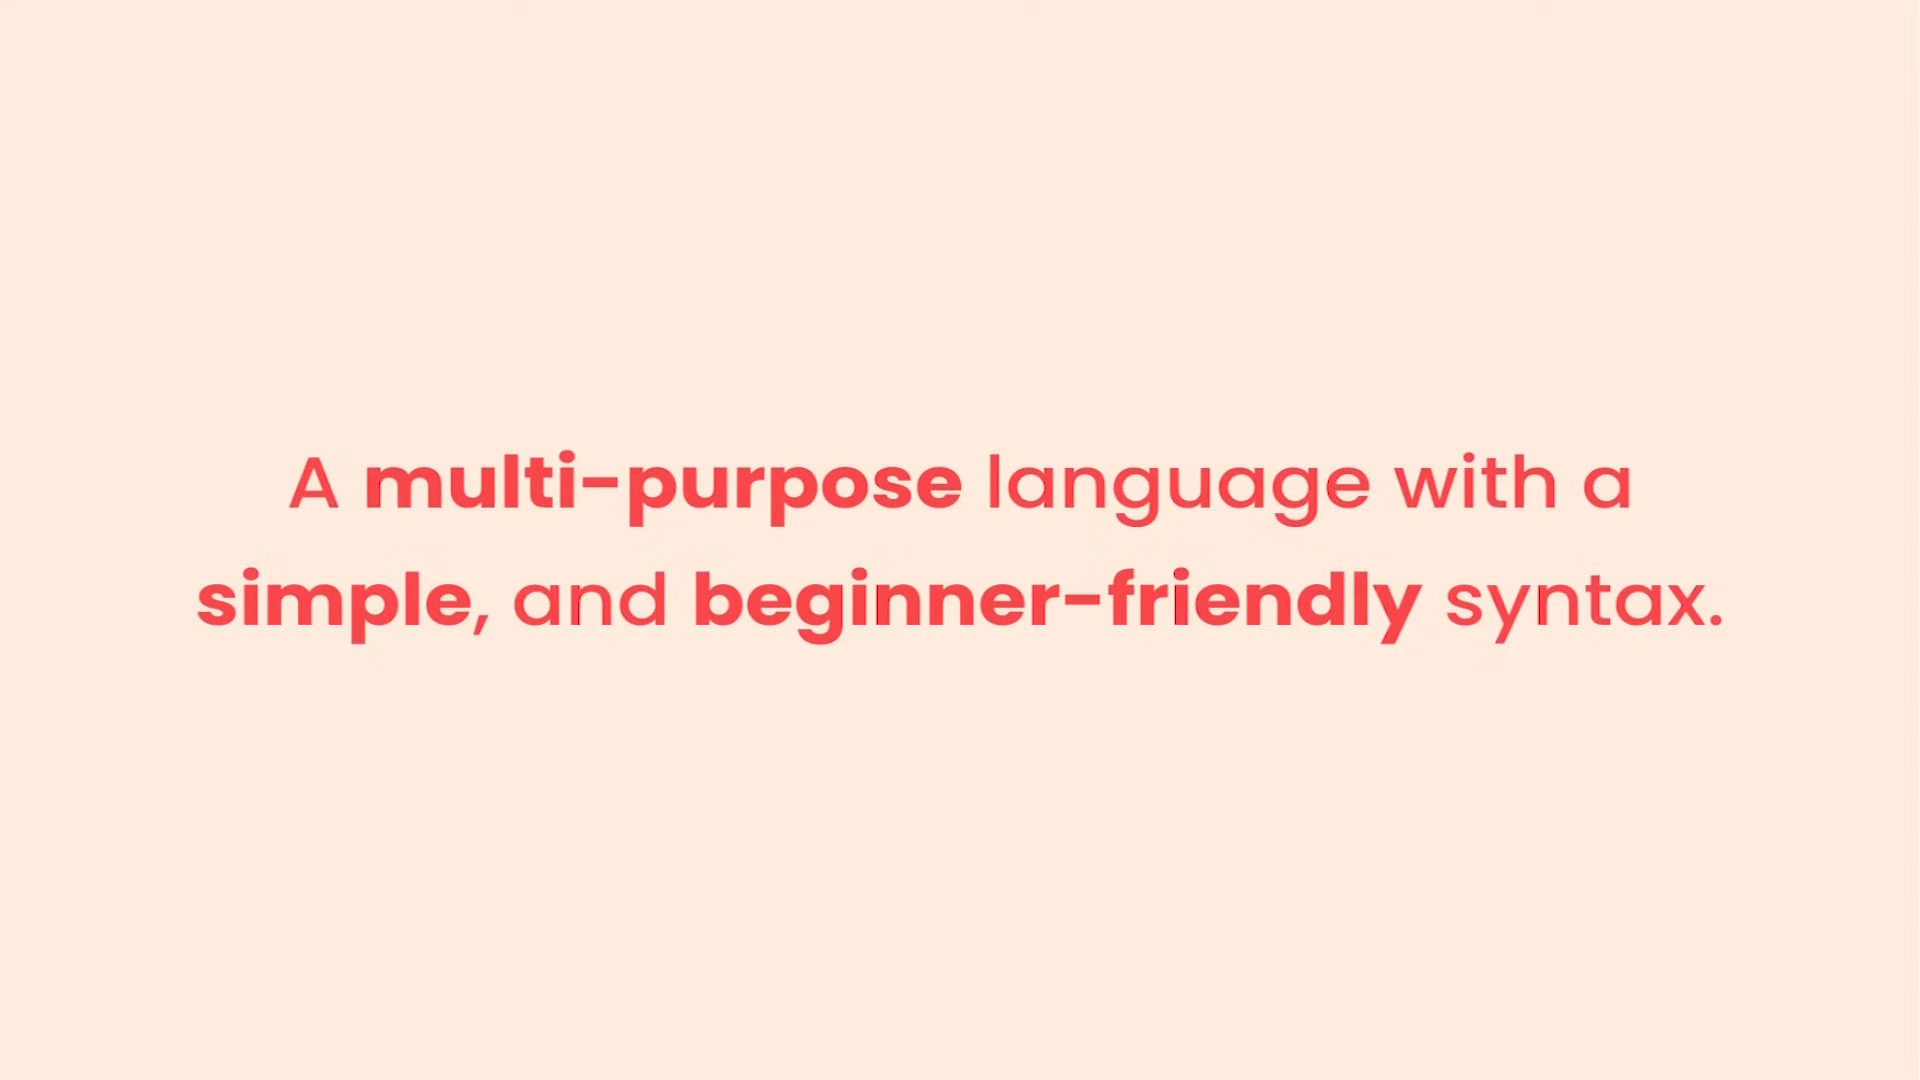 A multi-purpose language with a
simple, and beginner-friendly syntax.